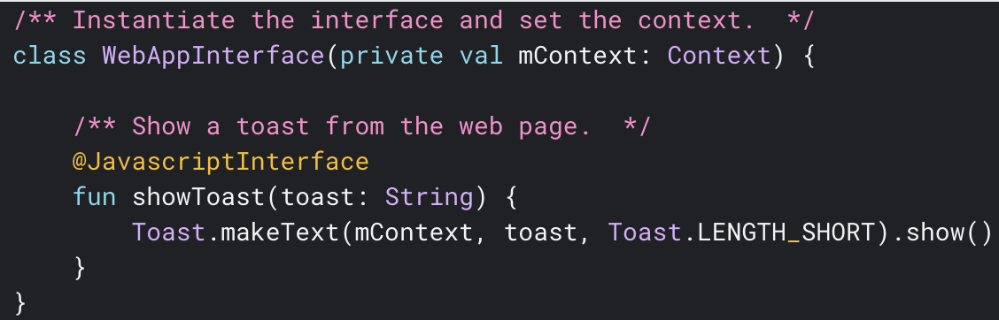 /** Instantiate the interface and set the context.  */
class WebAppInterface(private val mContext: Context) {

    /** Show a toast from the web page.  */
    @JavascriptInterface
    fun showToast(toast: String) {
        Toast.makeText(mContext, toast, Toast.LENGTH_SHORT).show()
    }
}